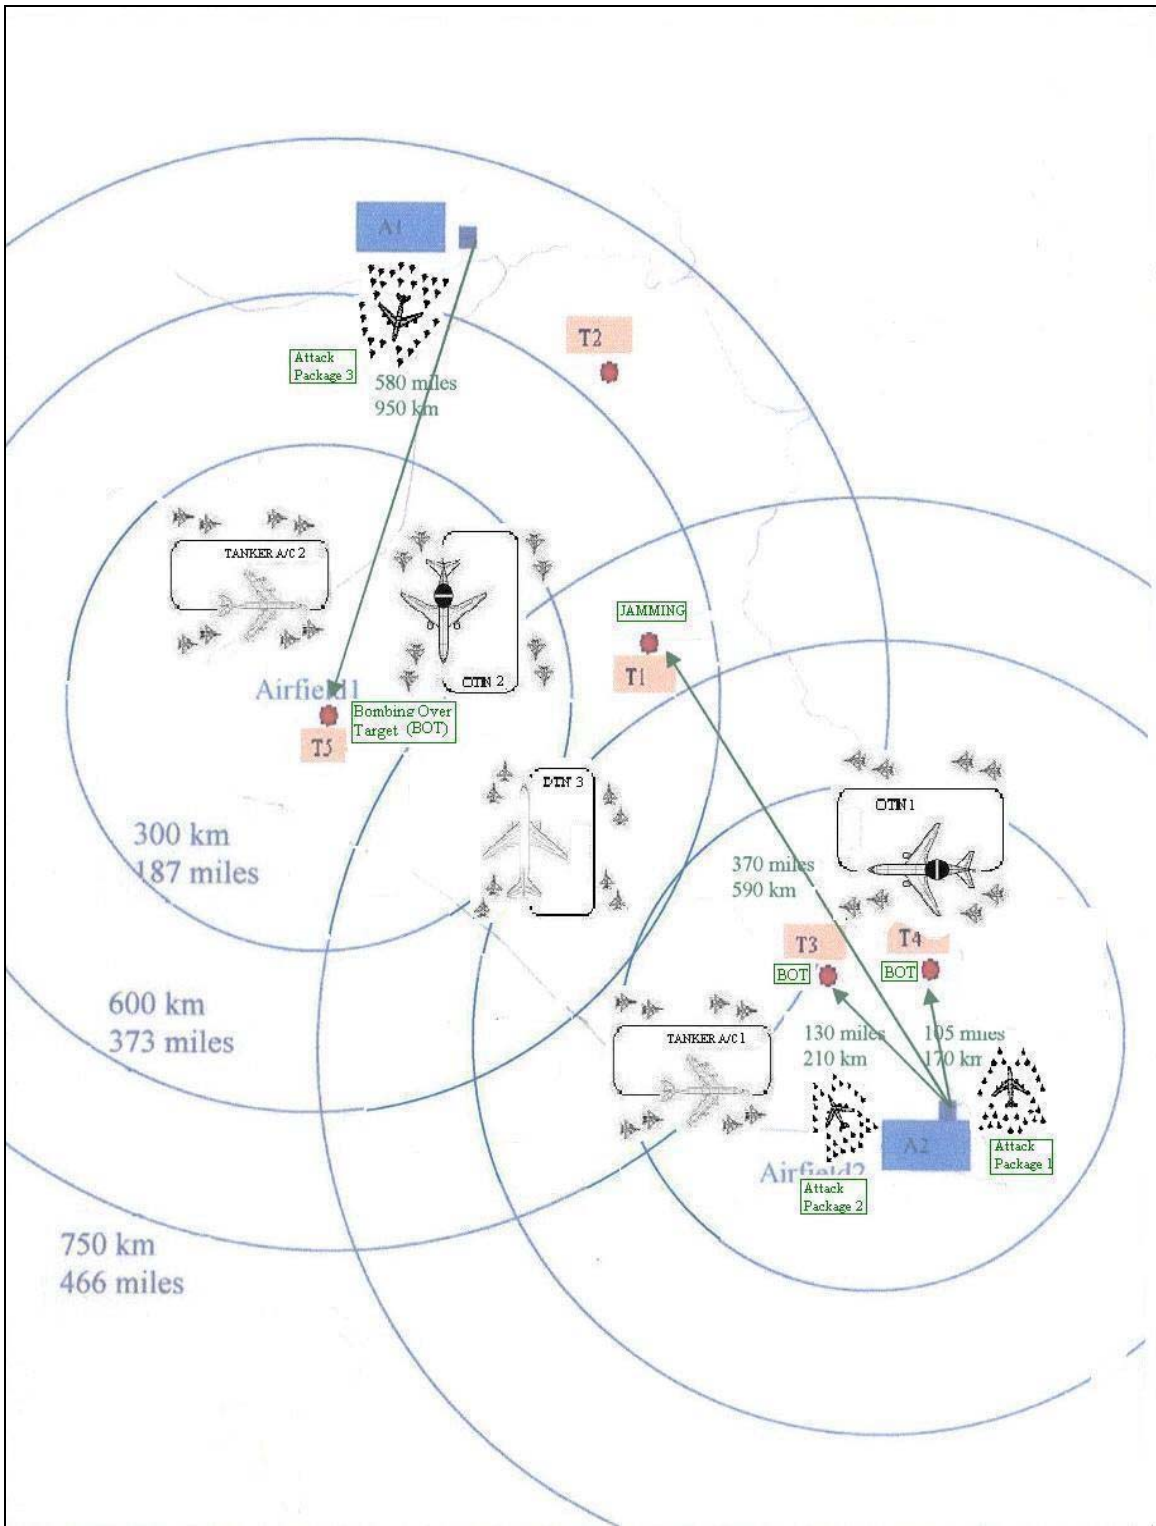 A1
Attack
Package 3
580 miles
950 km
T2
TANKER A/C 2
JAMMING
OTN 2
T1
Airfield1
Bombing Over
Target (BOT)
T5
DTN 3
OTN 1
300 km
187 miles
370 miles
590 km
T3
T4
BOT
BOT
600 km
373 miles
TANKER A/C 1
130 miles
210 km
105 miles
170 km
A2
Attack
Package 1
Airfield2
Attack
Package 2
750 km
466 miles